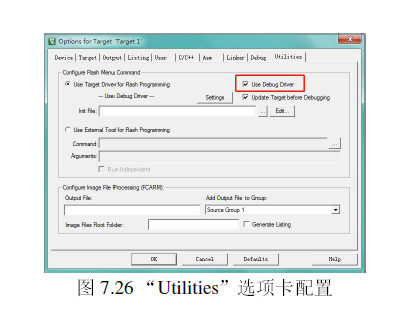 Options for Target 'Target 1'
Device | Target | Output | Listing | User | C/C++ | Asm | Linker | Debug | Utilities
Configure Flash Menu Command
Use Target Driver for Flash Programming
Use Debug Driver
-- Use Debug Driver --
Settings
Update Target before Debugging
Init File:
...
Edit...
Use External Tool for Flash Programming
Command:
...
Arguments:
Run Independent
Configure Image File Processing (FCARM):
Output File:
Add Output File to Group:
Source Group 1
Image Files Root Folder:
Generate Listing
OK
Cancel
Defaults
Help
图 7.26 “Utilities”选项卡配置